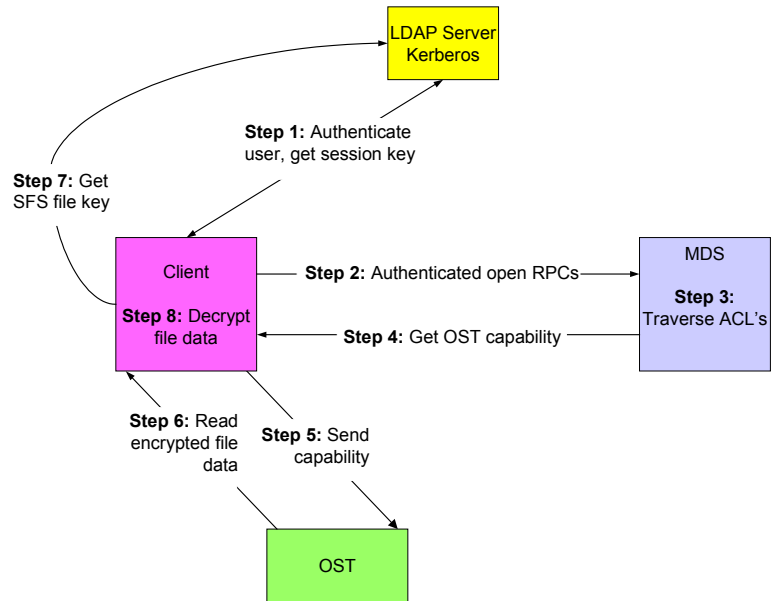 LDAP Server
Kerberos
Step 1: Authenticate
user, get session key
Step 7: Get
SFS file key
Client
Step 8: Decrypt
file data
Step 2: Authenticated open RPCs
MDS
Step 3:
Traverse ACL's
Step 4: Get OST capability
Step 6: Read
encrypted file
data
Step 5: Send
capability
OST